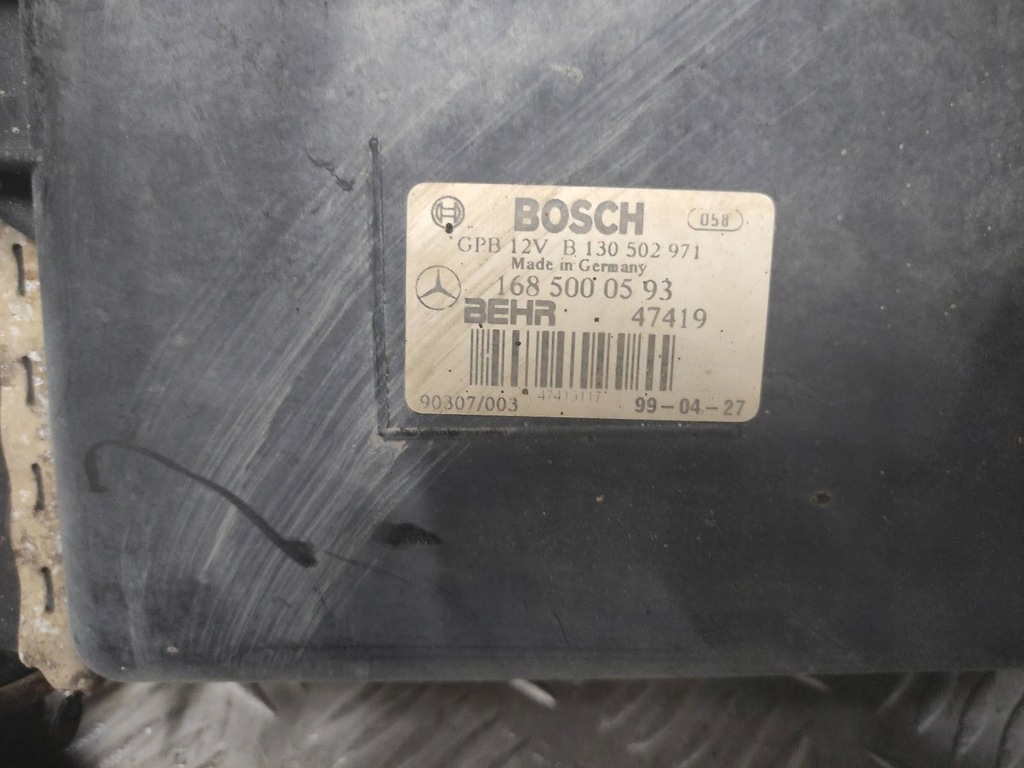 BOSCH 058
GPB 12V B 130 502 971
Made in Germany
168 500 05 93
BEHR 47419
90307/003 99-04-27